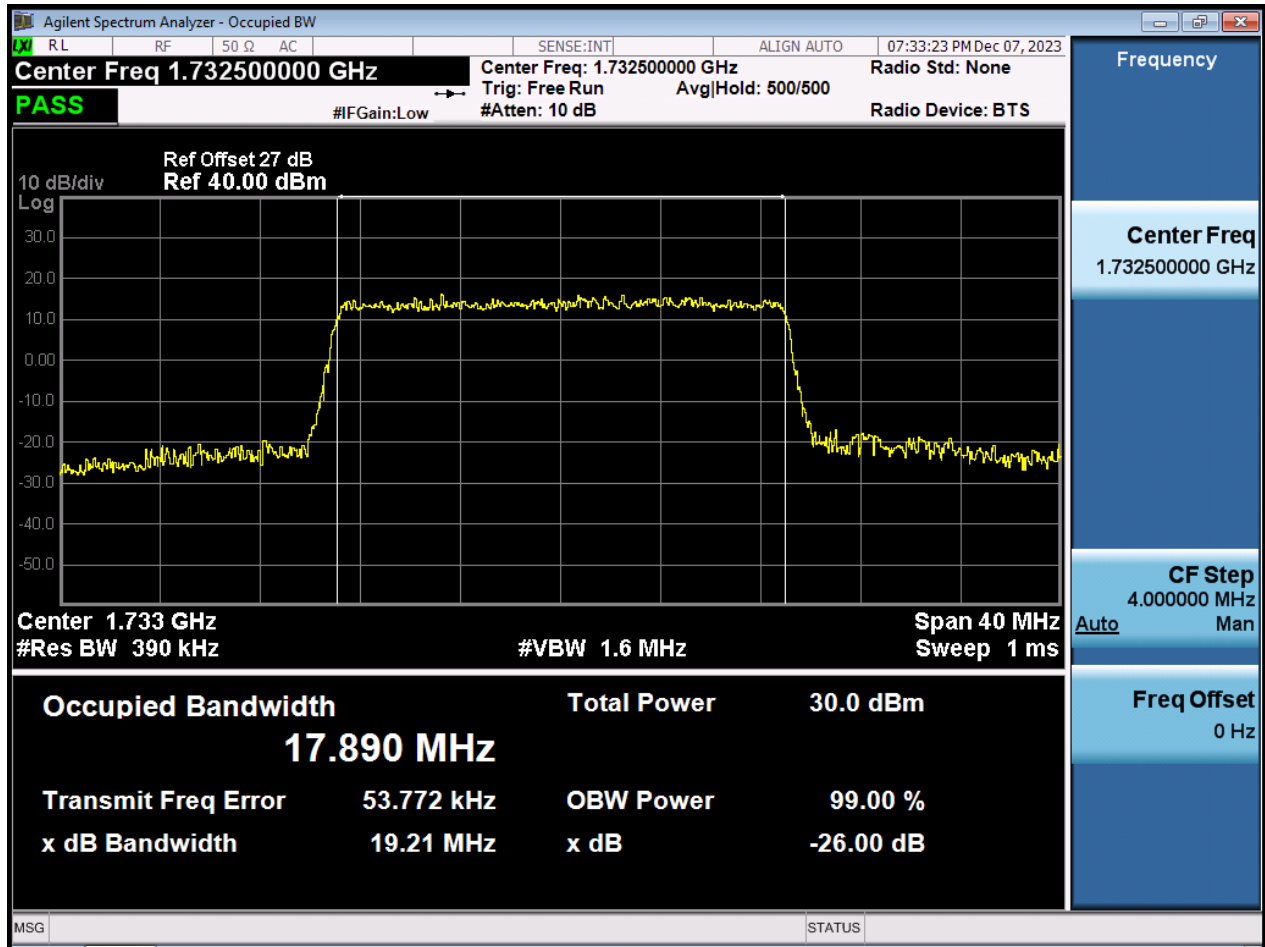 Agilent Spectrum Analyzer - Occupied BW
LXI RL RF 50 Ω AC SENSE:INT ALIGN AUTO 07:33:23 PM Dec 07, 2023
Center Freq 1.732500000 GHz
PASS
#IFGain:Low
Center Freq: 1.732500000 GHz
Trig: Free Run Avg|Hold: 500/500
#Atten: 10 dB
Radio Std: None
Radio Device: BTS
Ref Offset 27 dB
10 dB/div Ref 40.00 dBm
Log
30.0
20.0
10.0
0.00
-10.0
-20.0
-30.0
-40.0
-50.0
Center 1.733 GHz Span 40 MHz
#Res BW 390 kHz #VBW 1.6 MHz Sweep 1 ms
Occupied Bandwidth Total Power 30.0 dBm
17.890 MHz
Transmit Freq Error 53.772 kHz OBW Power 99.00 %
x dB Bandwidth 19.21 MHz x dB -26.00 dB
Frequency
Center Freq
1.732500000 GHz
CF Step
4.000000 MHz
Auto Man
Freq Offset
0 Hz
MSG STATUS